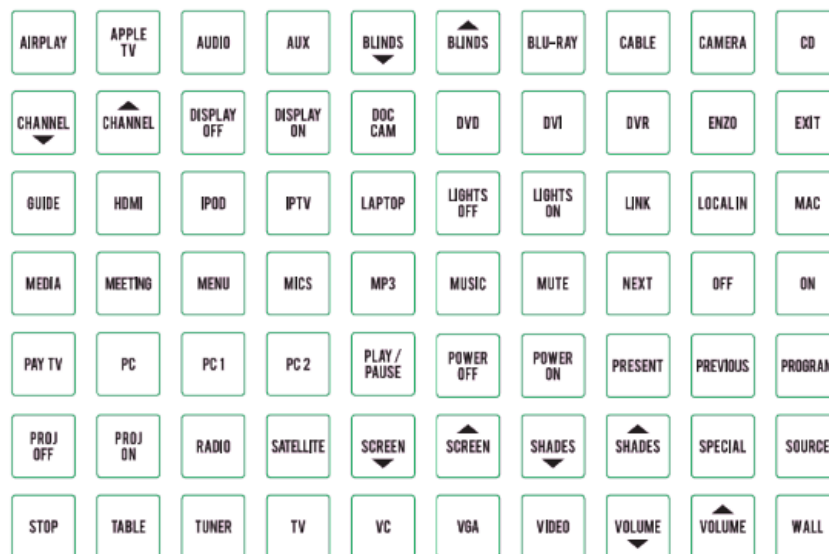 AIRPLAY
APPLE
TV
AUDIO
AUX
BLINDS
BLINDS
BLU-RAY
CABLE
CAMERA
CD
CHANNEL
CHANNEL
DISPLAY
OFF
DISPLAY
ON
DOC
CAM
DVD
DVI
DVR
ENZO
EXIT
GUIDE
HDMI
IPOD
IPTV
LAPTOP
LIGHTS
OFF
LIGHTS
ON
LINK
LOCAL IN
MAC
MEDIA
MEETING
MENU
MICS
MP3
MUSIC
MUTE
NEXT
OFF
ON
PAY TV
PC
PC 1
PC 2
PLAY /
PAUSE
POWER
OFF
POWER
ON
PRESENT
PREVIOUS
PROGRAM
PROJ
OFF
PROJ
ON
RADIO
SATELLITE
SCREEN
SCREEN
SHADES
SHADES
SPECIAL
SOURCE
STOP
TABLE
TUNER
TV
VC
VGA
VIDEO
VOLUME
VOLUME
WALL